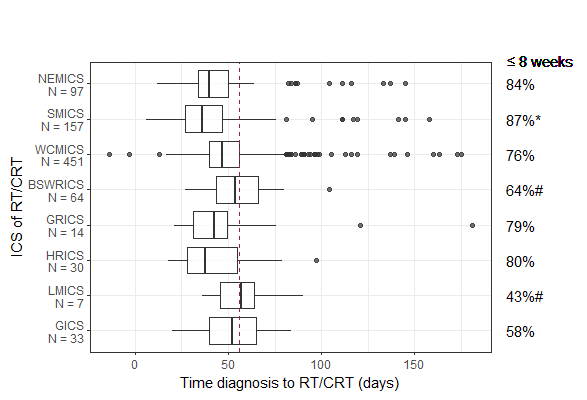 ≤ 8 weeks
NEMICS
N = 97
84%
SMICS
N = 157
87%*
WCMICS
N = 451
76%
BSWRICS
N = 64
64%#
GRICS
N = 14
79%
HRICS
N = 30
80%
LMICS
N = 7
43%#
GICS
N = 33
58%
ICS of RT/CRT
0
50
100
150
Time diagnosis to RT/CRT (days)